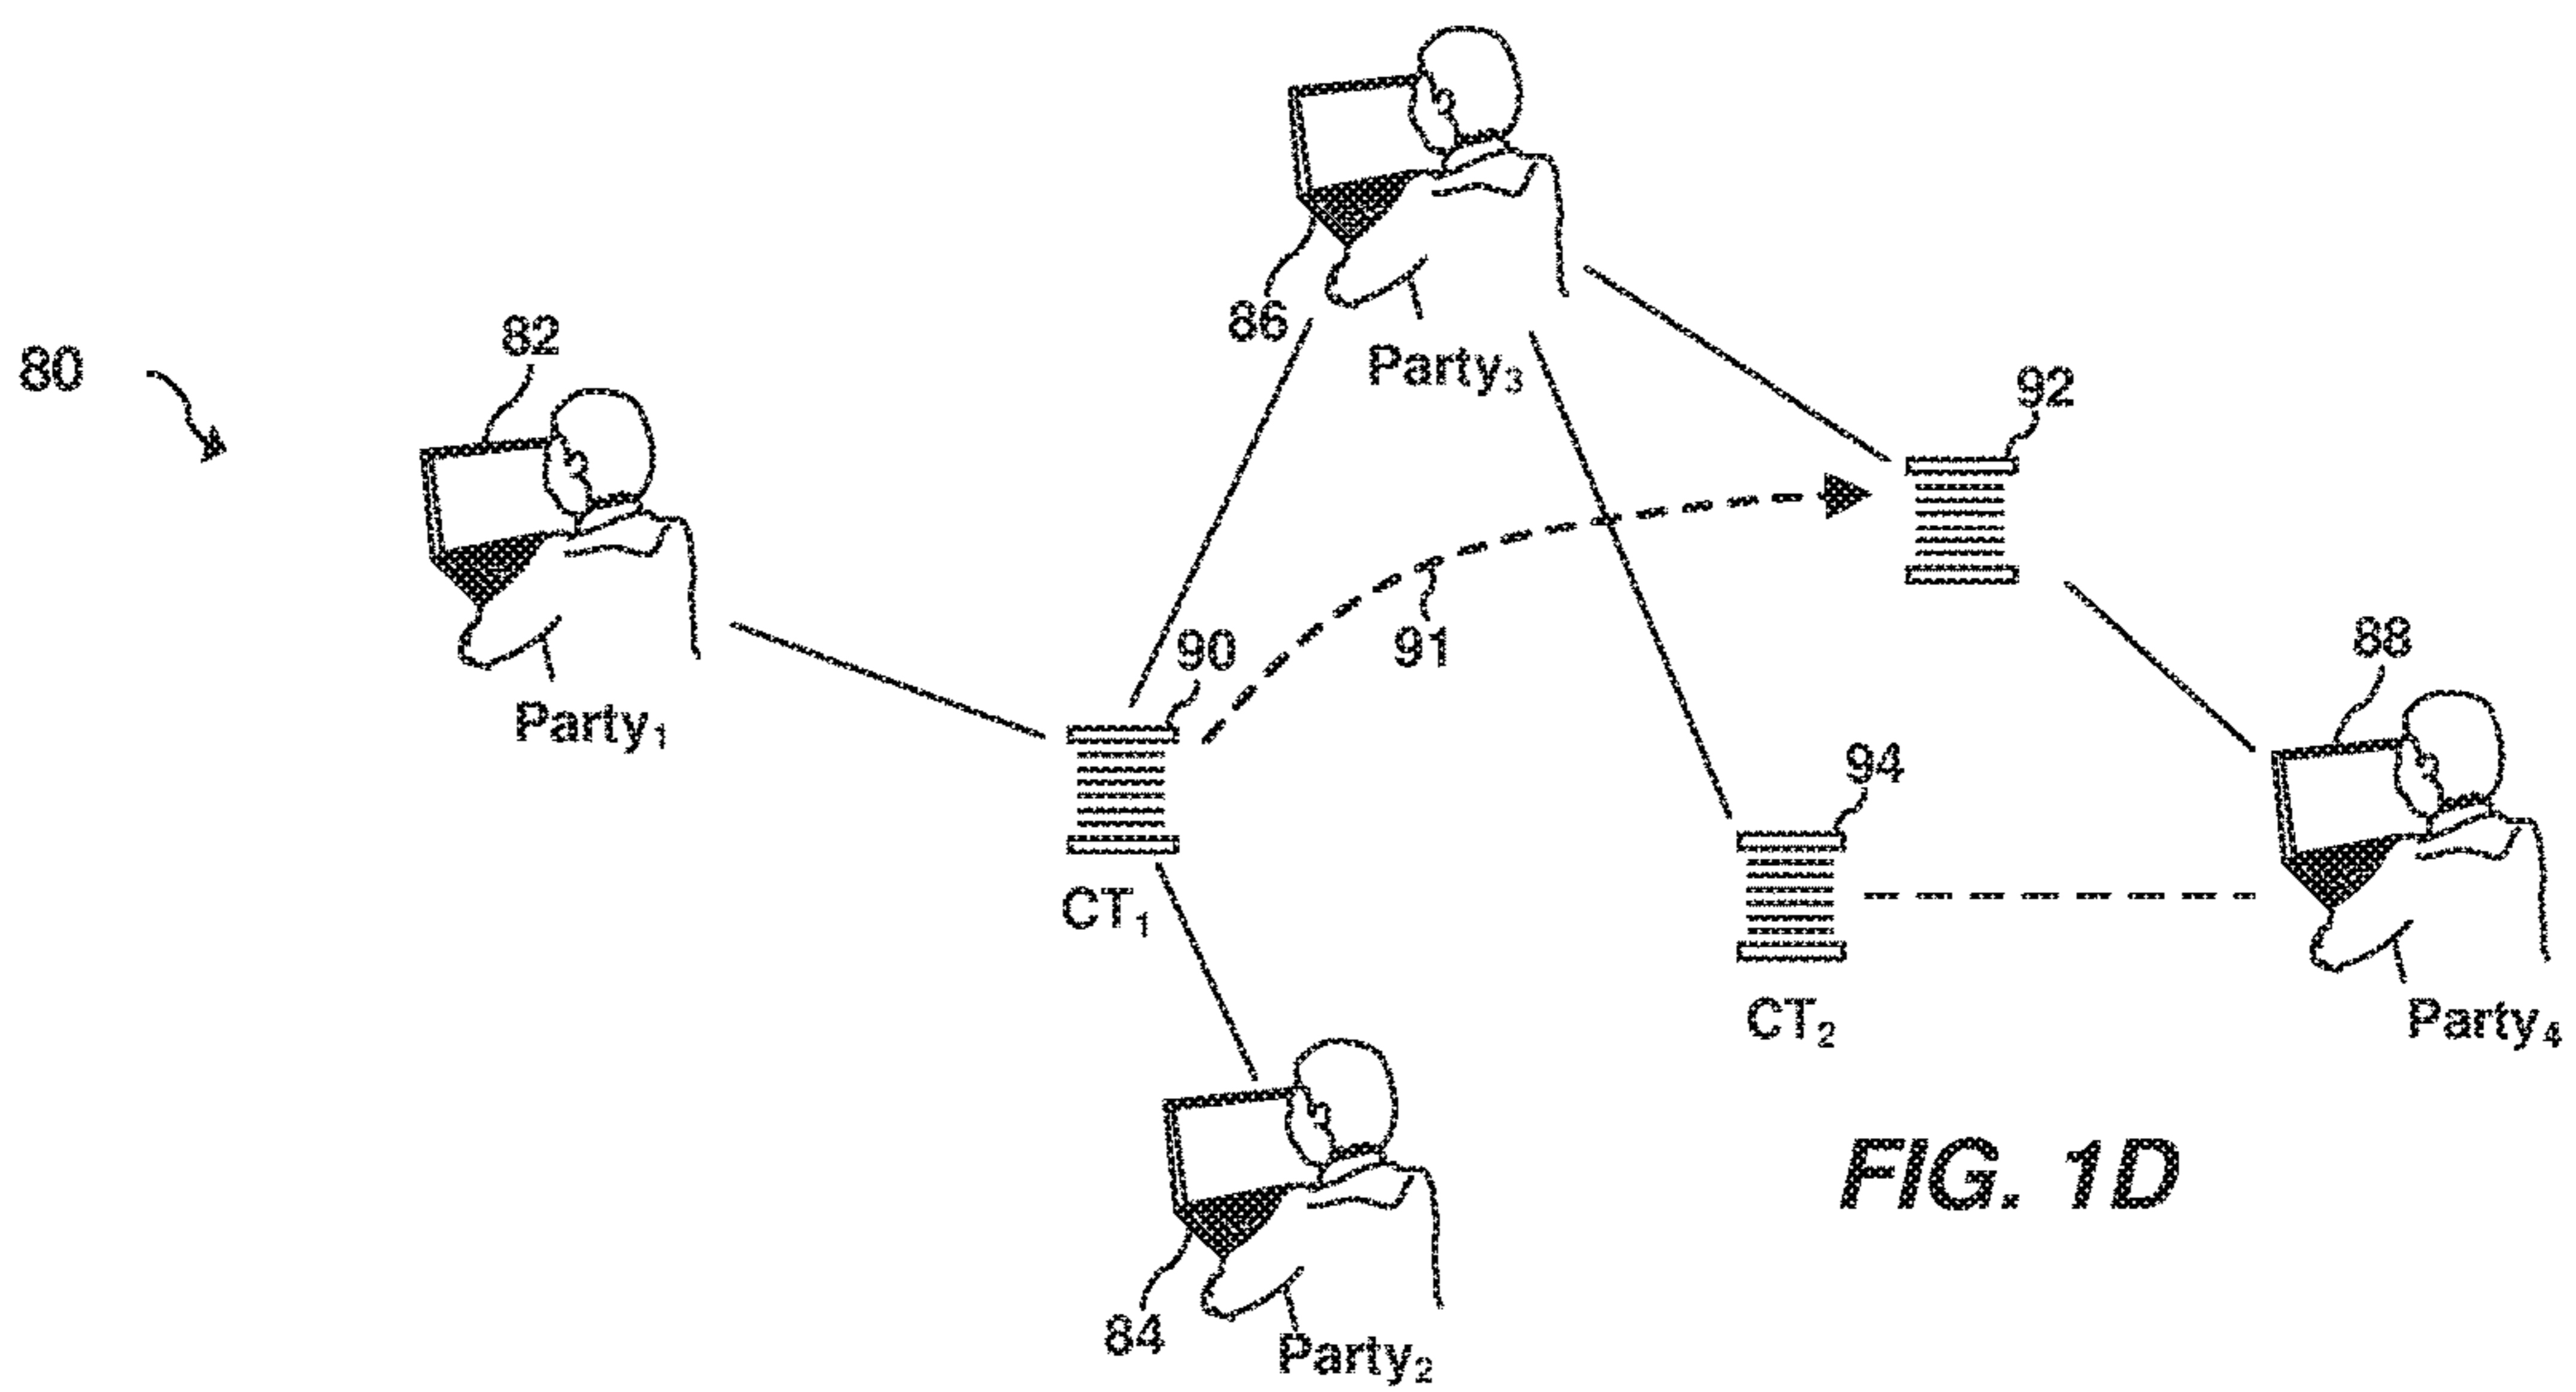 86
Party₃
82
80
92
Party₁
90
91
88
94
CT₁
CT₂
Party₄
84
Party₂
FIG. 1D